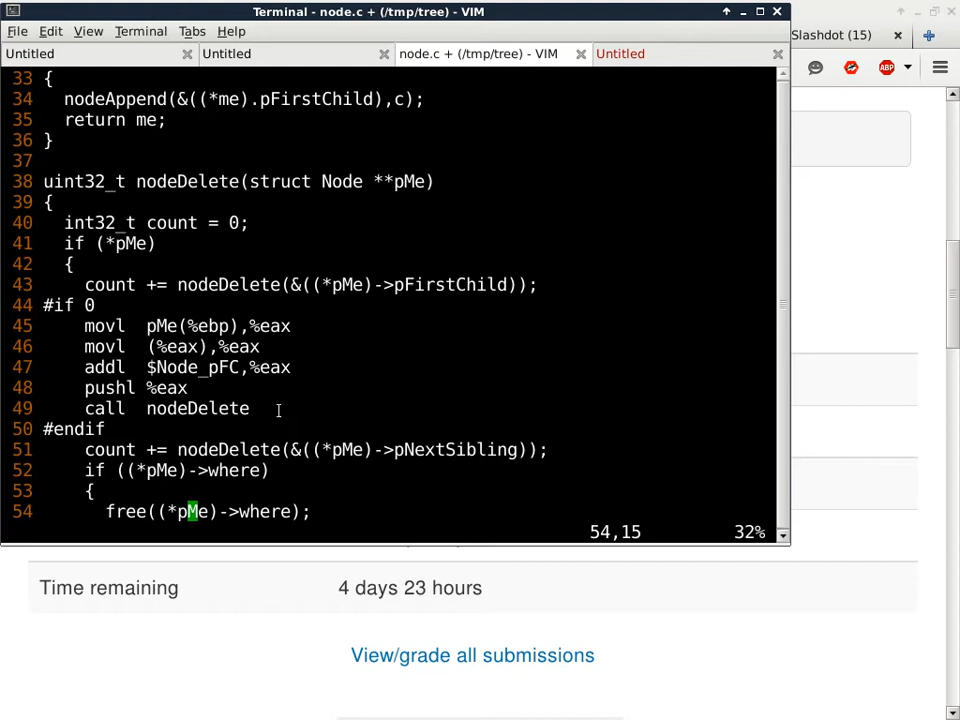 Terminal - node.c + (/tmp/tree) - VIM
File Edit View Terminal Tabs Help
Untitled Untitled node.c + (/tmp/tree) - VIM Untitled
Slashdot (15)
ABP
33 {
34   nodeAppend(&((*me).pFirstChild),c);
35   return me;
36 }
37
38 uint32_t nodeDelete(struct Node **pMe)
39 {
40   int32_t count = 0;
41   if (*pMe)
42   {
43     count += nodeDelete(&((*pMe)->pFirstChild));
44 #if 0
45     movl  pMe(%ebp),%eax
46     movl  (%eax),%eax
47     addl  $Node_pFC,%eax
48     pushl %eax
49     call  nodeDelete
50 #endif
51     count += nodeDelete(&((*pMe)->pNextSibling));
52     if ((*pMe)->where)
53     {
54       free((*pMe)->where);
54,15 32%
Time remaining 4 days 23 hours
View/grade all submissions